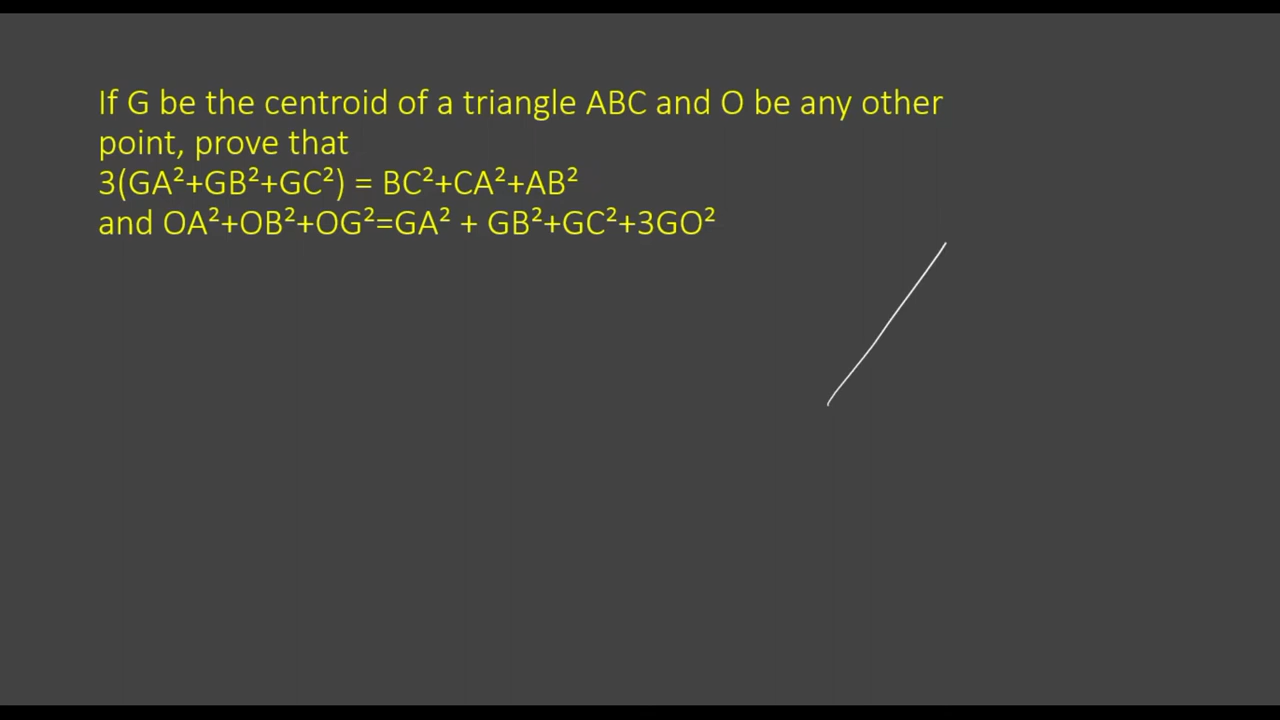 If G be the centroid of a triangle ABC and O be any other
point, prove that
3(GA²+GB²+GC²) = BC²+CA²+AB²
and OA²+OB²+OG²=GA² + GB²+GC²+3GO²